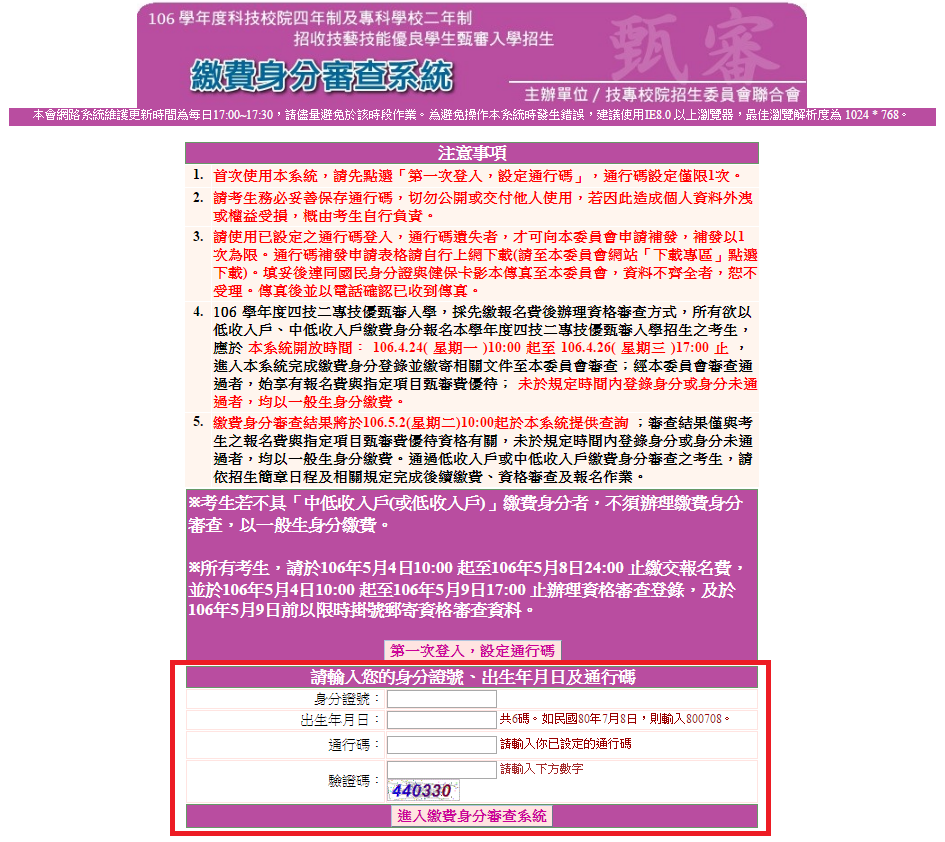 106 學年度科技校院四年制及專科學校二年制
招收技藝技能優良學生甄審入學招生
甄審
繳費身分審查系統
主辦單位 / 技專校院招生委員會聯合會
本會網路系統維護更新時間為每日17:00~17:30，請儘量避免於該時段作業。為避免操作本系統時發生錯誤，建議使用IE8.0 以上瀏覽器，最佳瀏覽解析度為 1024 * 768。
注意事項
1. 首次使用本系統，請先點選「第一次登入，設定通行碼」，通行碼設定僅限1次。
2. 請考生務必妥善保存通行碼，切勿公開或交付他人使用，若因此造成個人資料外洩
或權益受損，概由考生自行負責。
3. 請使用已設定之通行碼登入，通行碼遺失者，才可向本委員會申請補發，補發以1
次為限。通行碼補發申請表格請自行上網下載(請至本委員會網站「下載專區」點選
下載)。填妥後連同國民身分證與健保卡影本傳真至本委員會，資料不齊全者，恕不
受理。傳真後並以電話確認已收到傳真。
4. 106 學年度四技二專技優甄審入學，採先繳報名費後辦理資格審查方式，所有欲以
低收入戶、中低收入戶繳費身分報名本學年度四技二專技優甄審入學招生之考生，
應於 本系統開放時間： 106.4.24( 星期一 )10:00 起至 106.4.26( 星期三 )17:00 止 ，
進入本系統完成繳費身分登錄並繳寄相關文件至本委員會審查；經本委員會審查通
過者，始享有報名費與指定項目甄審費優待； 未於規定時間內登錄身分或身分未通
過者，均以一般生身分繳費。
5. 繳費身分審查結果將於106.5.2(星期二)10:00起於本系統提供查詢 ；審查結果僅與考
生之報名費與指定項目甄審費優待資格有關，未於規定時間內登錄身分或身分未通
過者，均以一般生身分繳費。通過低收入戶或中低收入戶繳費身分審查之考生，請
依招生簡章日程及相關規定完成後續繳費、資格審查及報名作業。
※考生若不具「中低收入戶(或低收入戶)」繳費身分者，不須辦理繳費身分
審查，以一般生身分繳費。
※所有考生，請於106年5月4日10:00 起至106年5月8日24:00 止繳交報名費，
並於106年5月4日10:00 起至106年5月9日17:00 止辦理資格審查登錄，及於
106年5月9日前以限時掛號郵寄資格審查資料。
第一次登入，設定通行碼
請輸入您的身分證號、出生年月日及通行碼
身分證號：
出生年月日： 共6碼。如民國80年7月8日，則輸入800708。
通行碼： 請輸入你已設定的通行碼
驗證碼： 請輸入下方數字
440330
進入繳費身分審查系統